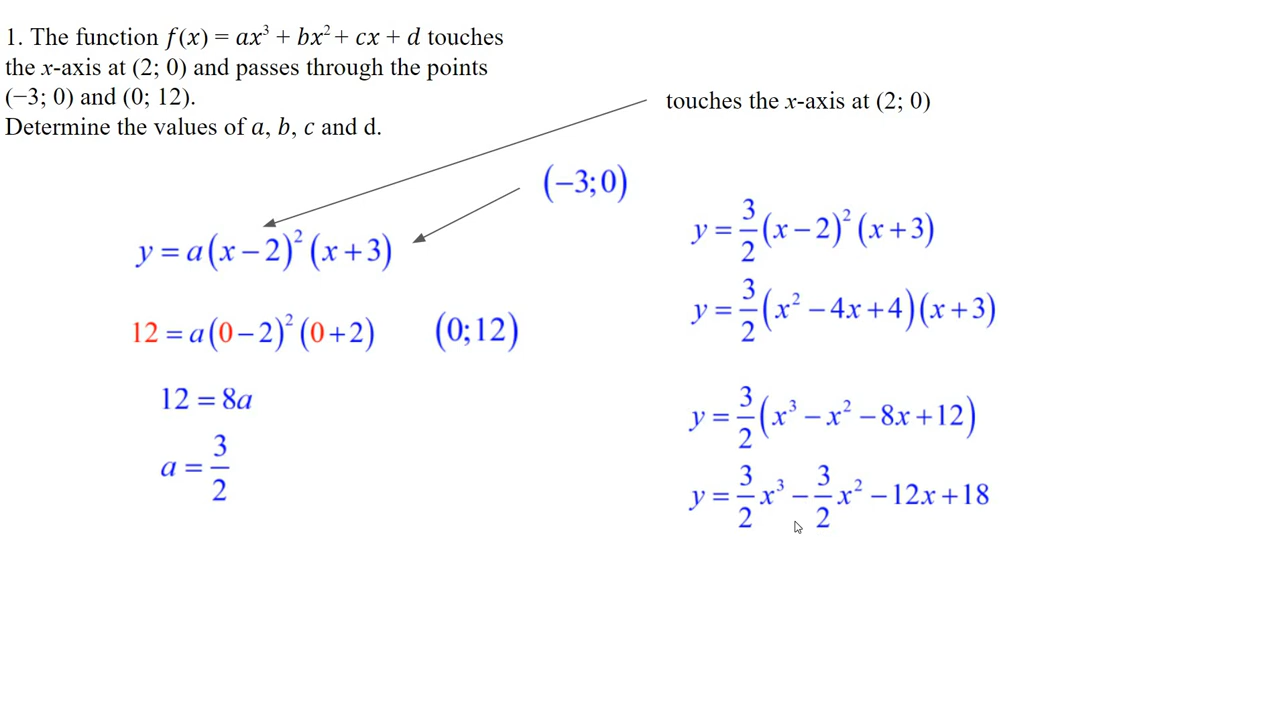 1. The function f(x) = ax³ + bx² + cx + d touches
the x-axis at (2; 0) and passes through the points
(−3; 0) and (0; 12).
Determine the values of a, b, c and d.
touches the x-axis at (2; 0)
(−3;0)
y = a(x−2)²(x+3)
12 = a(0−2)²(0+2) (0;12)
12 = 8a
a = 3/2
y = 3/2(x−2)²(x+3)
y = 3/2(x² − 4x + 4)(x+3)
y = 3/2(x³ − x² − 8x + 12)
y = 3/2x³ − 3/2x² − 12x + 18